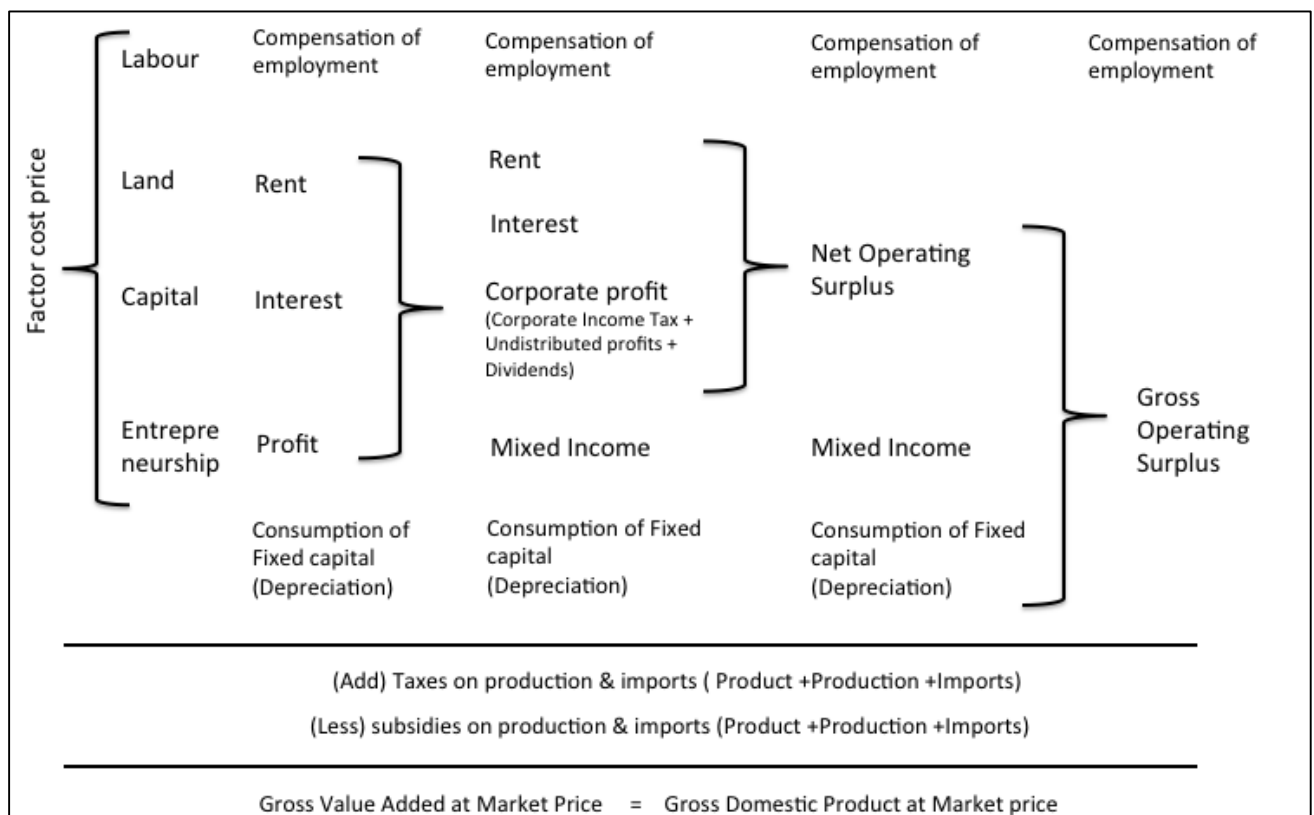 Factor cost price
Labour
Land
Capital
Entrepre
neurship
Compensation of
employment
Rent
Interest
Profit
Consumption of
Fixed capital
(Depreciation)
Compensation of
employment
Rent
Interest
Corporate profit
(Corporate Income Tax +
Undistributed profits +
Dividends)
Mixed Income
Consumption of Fixed
capital
(Depreciation)
Compensation of
employment
Net Operating
Surplus
Mixed Income
Consumption of Fixed
capital
(Depreciation)
Compensation of
employment
Gross
Operating
Surplus
(Add) Taxes on production & imports ( Product +Production +Imports)
(Less) subsidies on production & imports (Product +Production +Imports)
Gross Value Added at Market Price = Gross Domestic Product at Market price